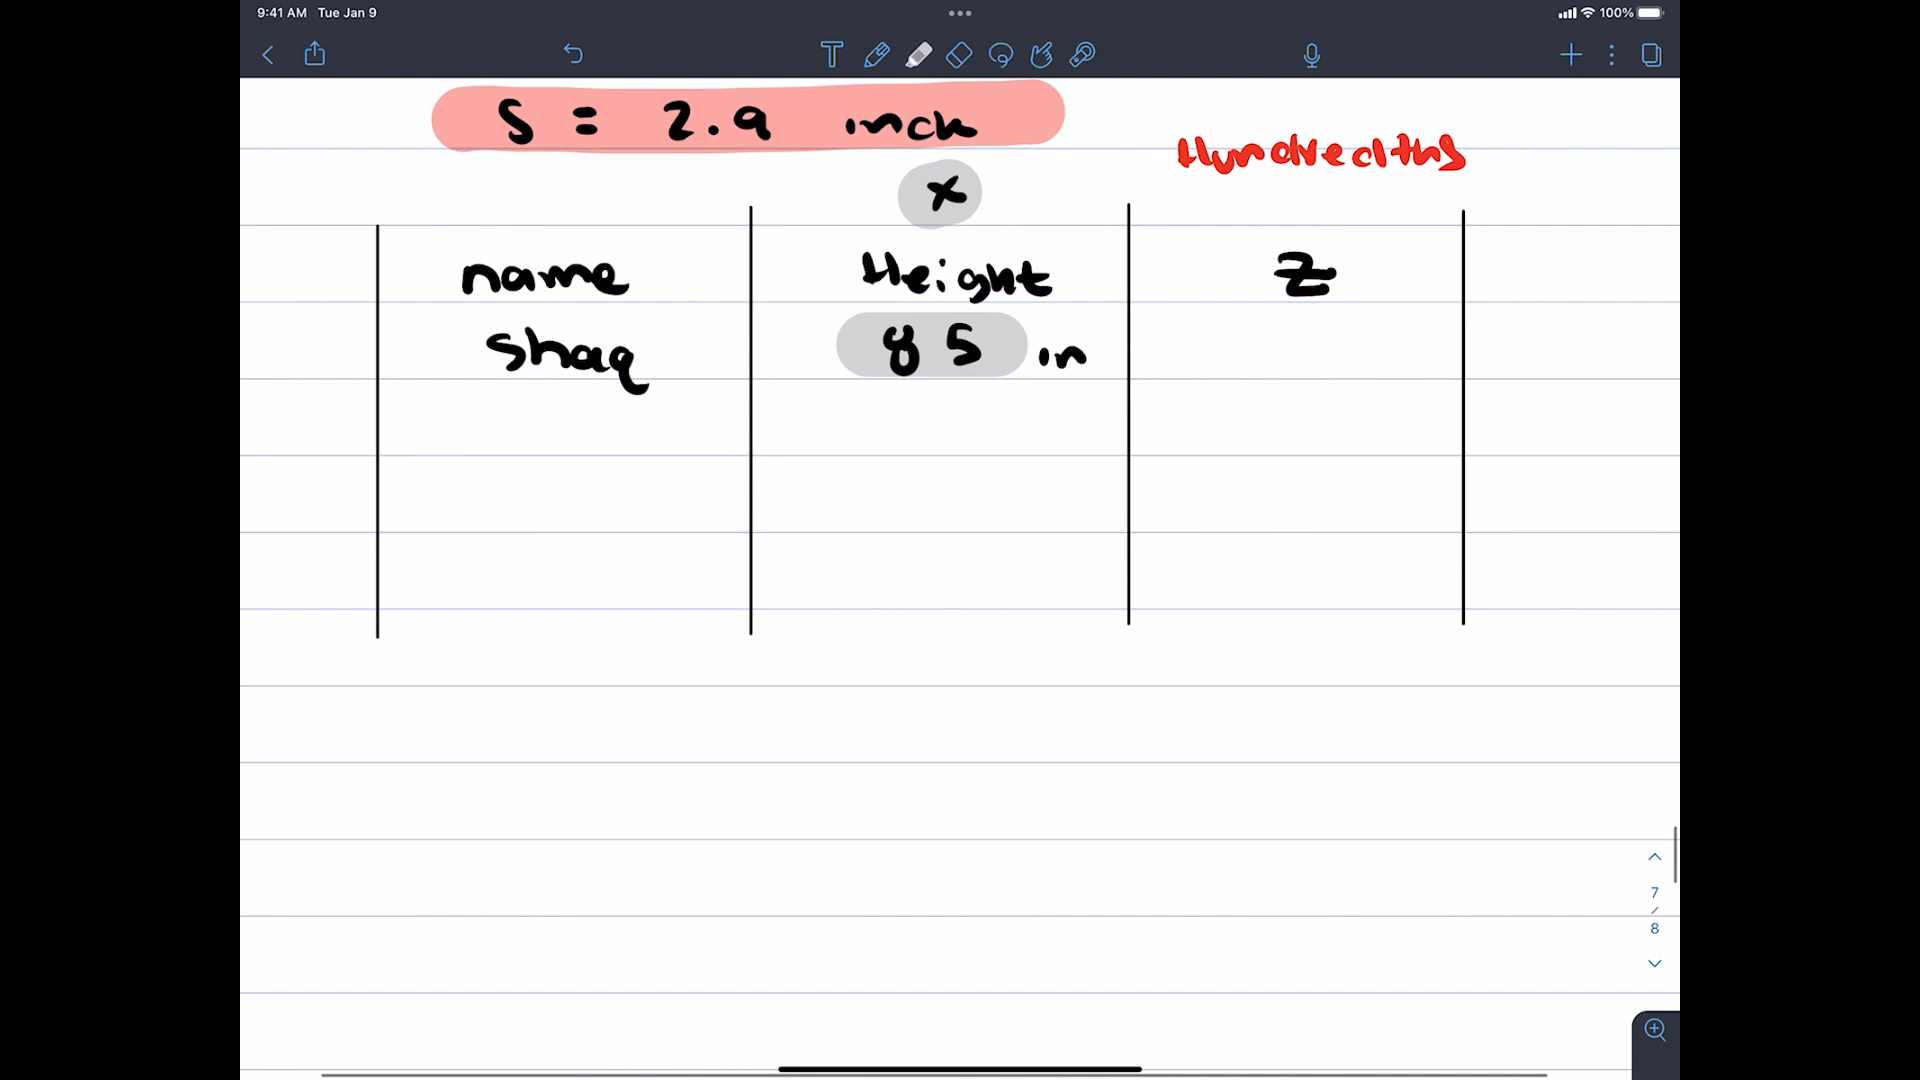 9:41 AM Tue Jan 9 100%
S = 2.9 inch
Hundredths
x
name Height Z
Shaq 85 in
7
/
8